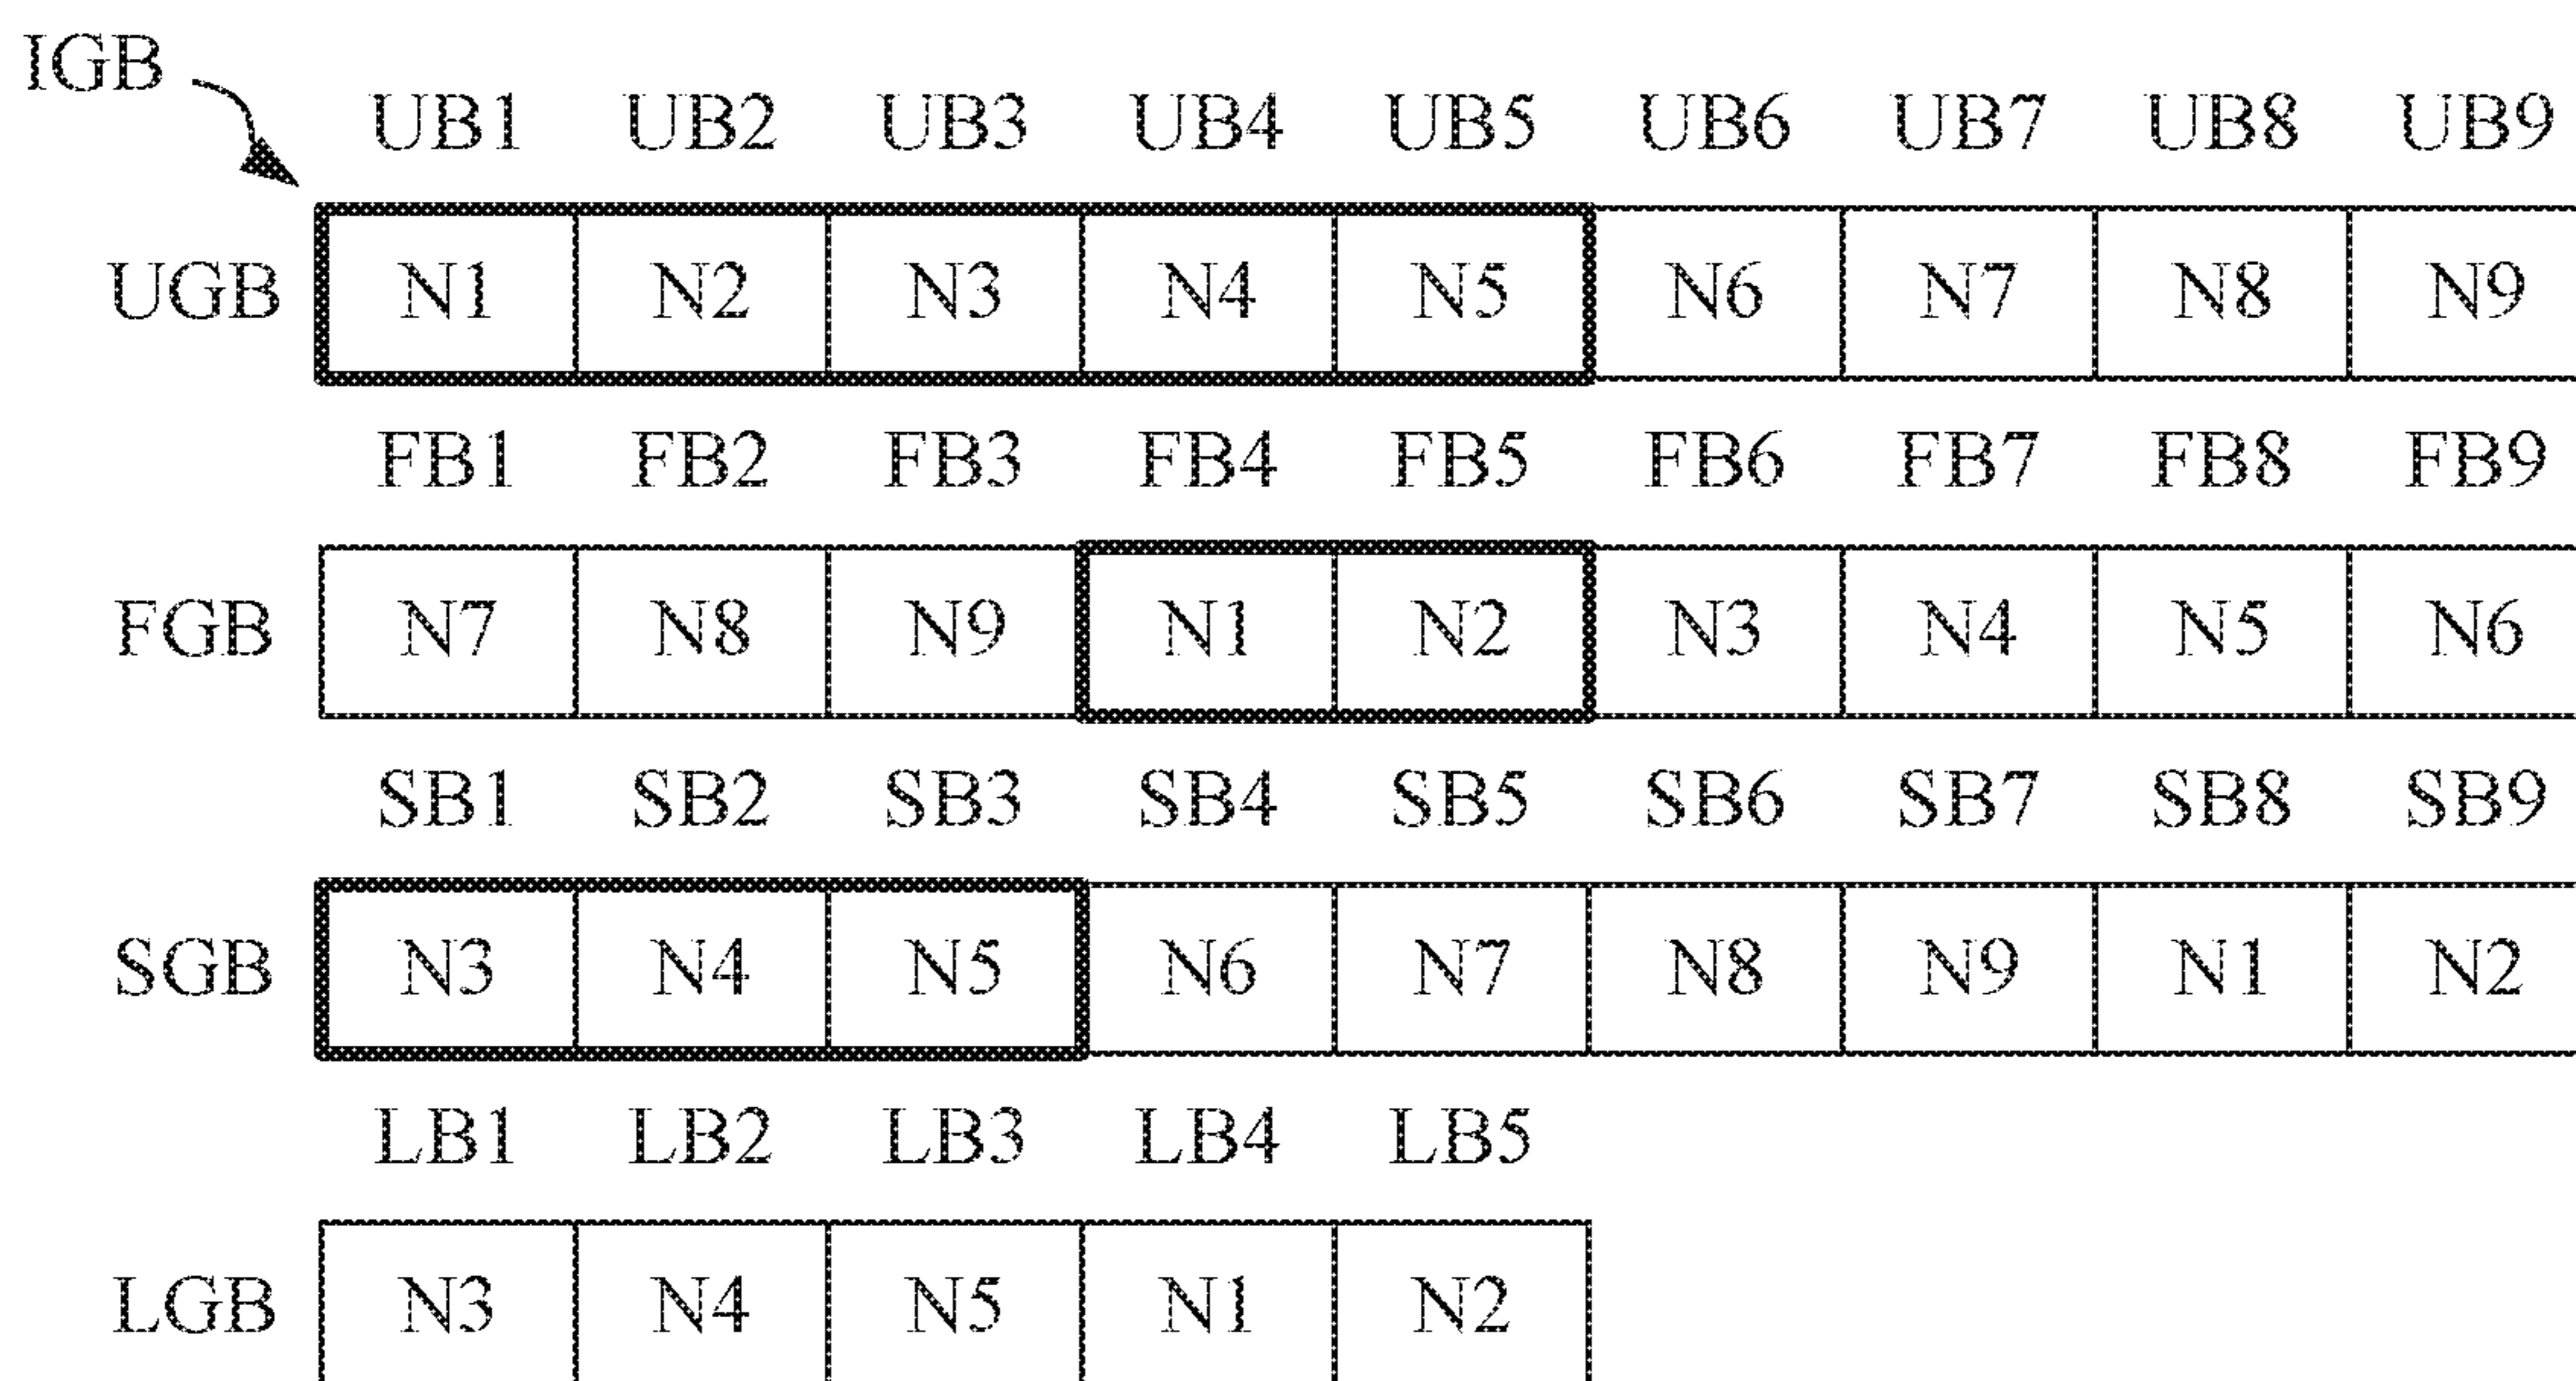 IGB
UB1 UB2 UB3 UB4 UB5 UB6 UB7 UB8 UB9
UGB N1 N2 N3 N4 N5 N6 N7 N8 N9
FB1 FB2 FB3 FB4 FB5 FB6 FB7 FB8 FB9
FGB N7 N8 N9 N1 N2 N3 N4 N5 N6
SB1 SB2 SB3 SB4 SB5 SB6 SB7 SB8 SB9
SGB N3 N4 N5 N6 N7 N8 N9 N1 N2
LB1 LB2 LB3 LB4 LB5
LGB N3 N4 N5 N1 N2